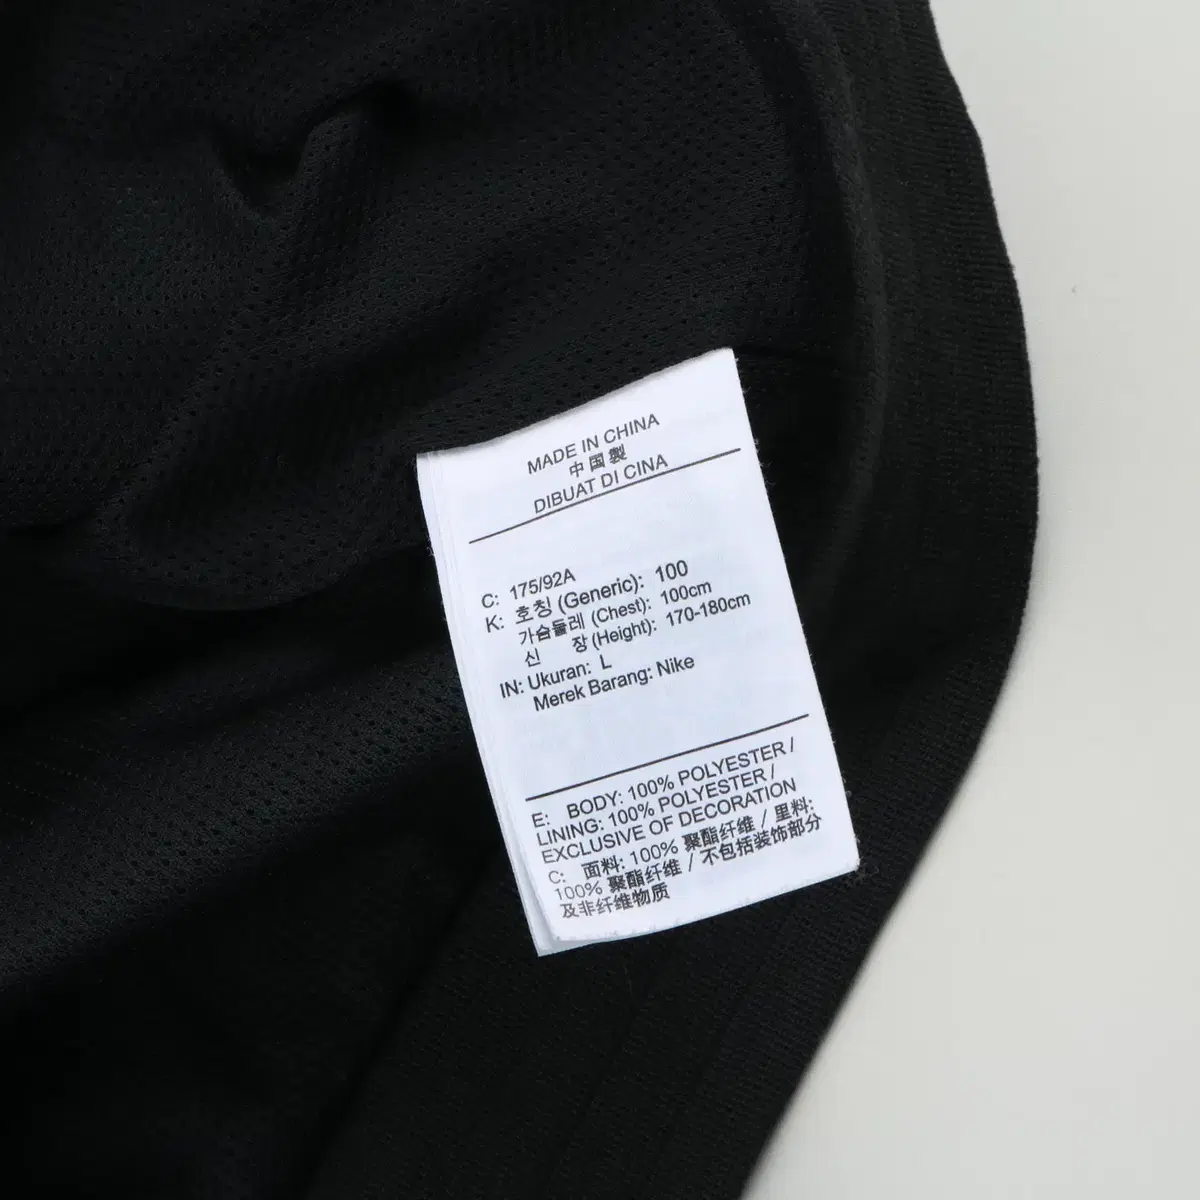 MADE IN CHINA
中国製
DIBUAT DI CINA
C: 175/92A
K: 호칭 (Generic): 100
가슴둘레 (Chest): 100cm
신 장 (Height): 170-180cm
IN: Ukuran: L
Merek Barang: Nike
E: BODY: 100% POLYESTER /
LINING: 100% POLYESTER /
EXCLUSIVE OF DECORATION
C: 面料: 100% 聚酯纤维 / 里料:
100% 聚酯纤维 / 不包括装饰部分
及非纤维物质